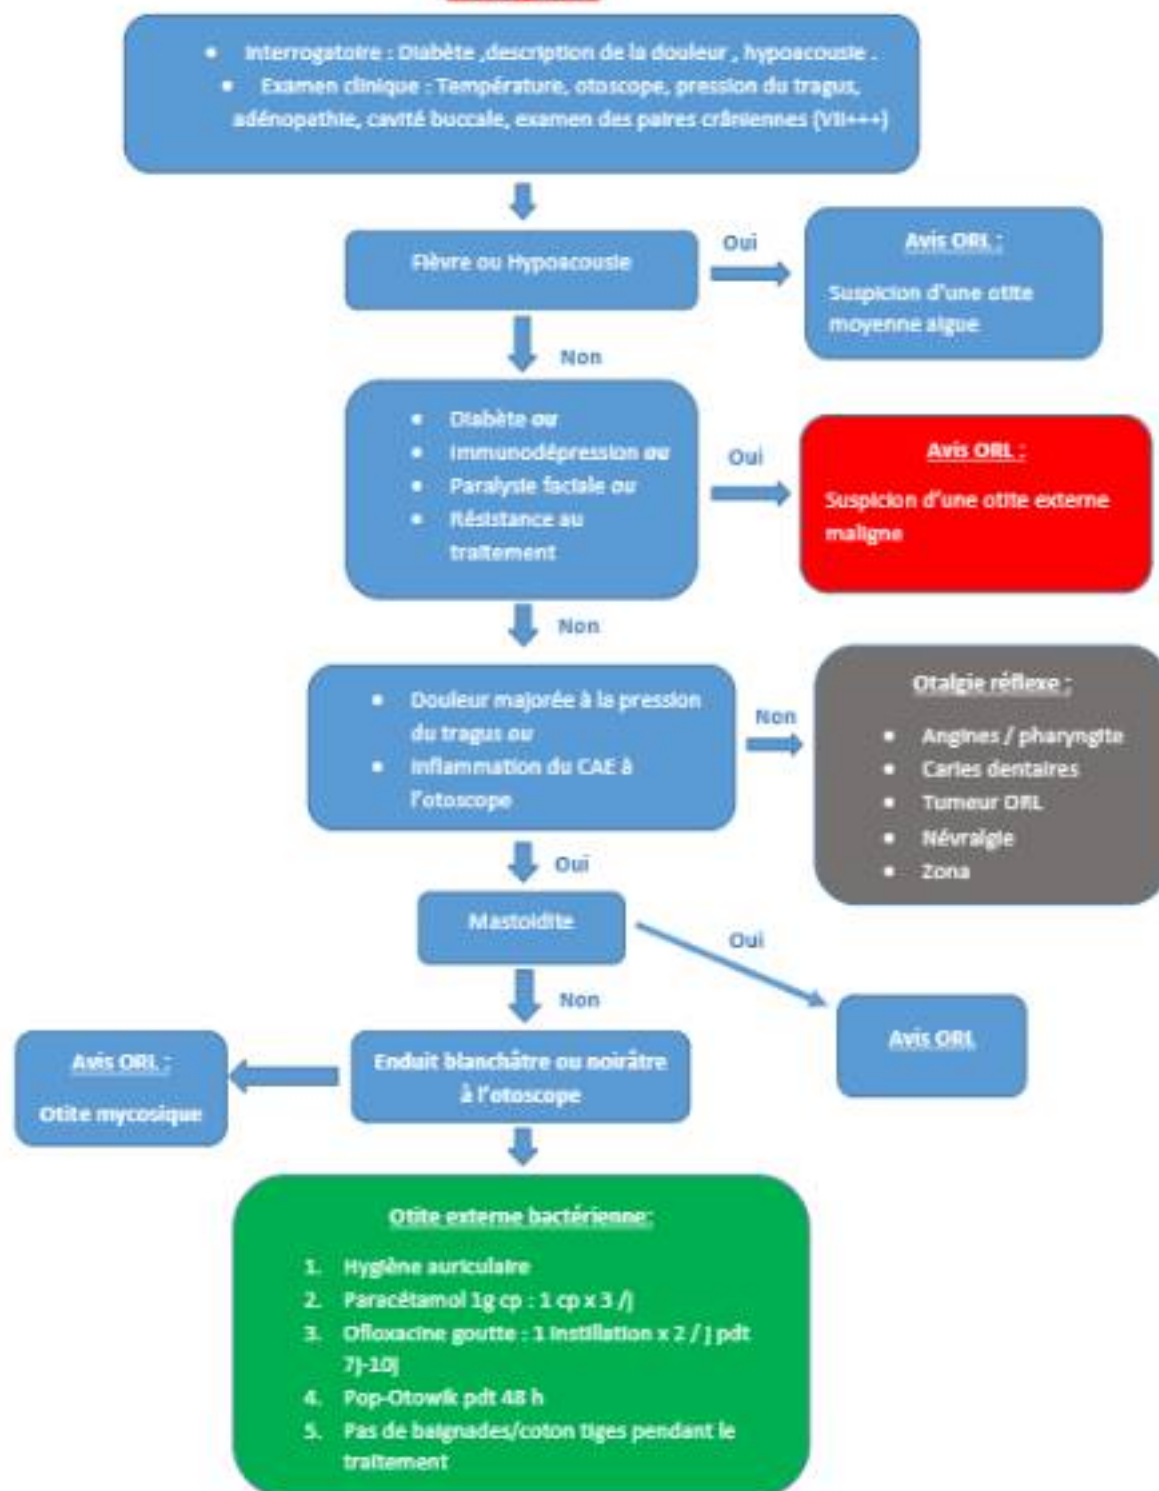 • Interrogatoire : Diabète ,description de la douleur , hypoacousie .
• Examen clinique : Température, otoscope, pression du tragus,
adénopathie, cavité buccale, examen des paires crâniennes (VII+++)
Fièvre ou Hypoacousie
Oui
Avis ORL :
Suspicion d'une otite
moyenne aigue
Non
• Diabète ou
• Immunodépression ou
• Paralysie faciale ou
• Résistance au
traitement
Oui
Avis ORL :
Suspicion d'une otite externe
maligne
Non
• Douleur majorée à la pression
du tragus ou
• Inflammation du CAE à
l'otoscope
Non
Otalgie réflexe :
• Angines / pharyngite
• Caries dentaires
• Tumeur ORL
• Névralgie
• Zona
Oui
Mastoidite
Oui
Avis ORL
Non
Enduit blanchâtre ou noirâtre
à l'otoscope
Avis ORL :
Otite mycosique
Otite externe bactérienne:
1. Hygiène auriculaire
2. Paracétamol 1g cp : 1 cp x 3 /j
3. Ofloxacine goutte : 1 instillation x 2 / j pdt
7j-10j
4. Pop-Otowik pdt 48 h
5. Pas de baignades/coton tiges pendant le
traitement